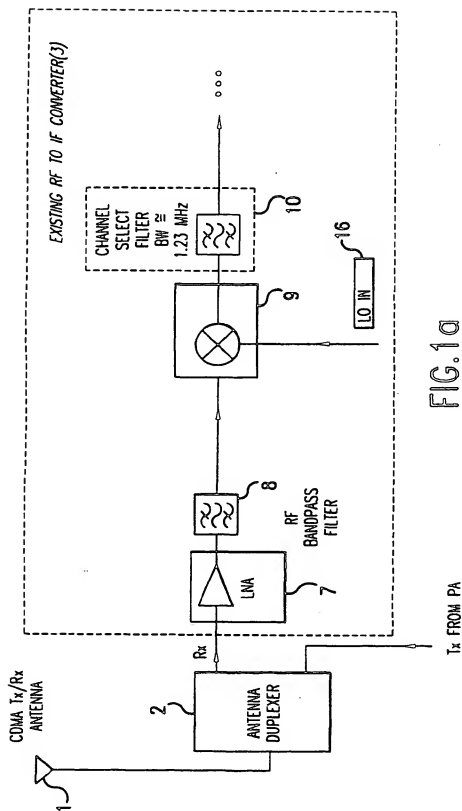 EXISTING RF TO IF CONVERTER(3)
CDMA Tx/Rx
ANTENNA
1
2
ANTENNA
DUPLEXER
Rx
Tx FROM PA
LNA
7
8
RF
BANDPASS
FILTER
9
CHANNEL
SELECT
FILTER
BW ≅
1.23 MHz
10
16
LO IN
FIG.1a